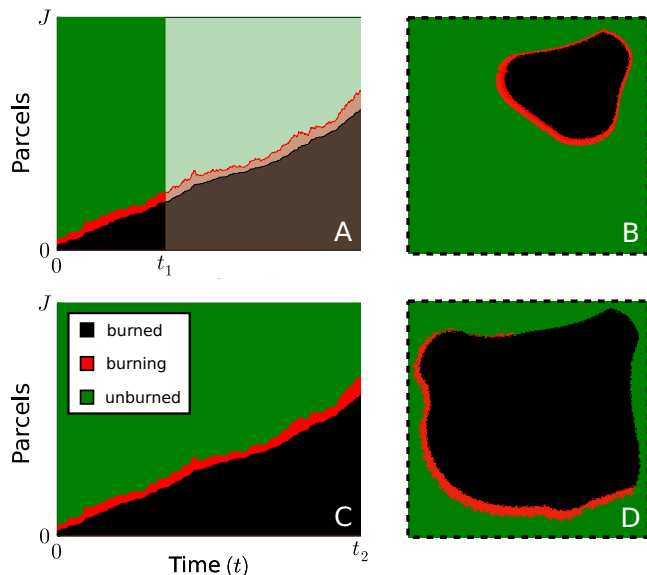 J
Parcels
A
0
0
t₁
B
J
burned
burning
unburned
Parcels
C
0
0
t₂
Time (t)
D